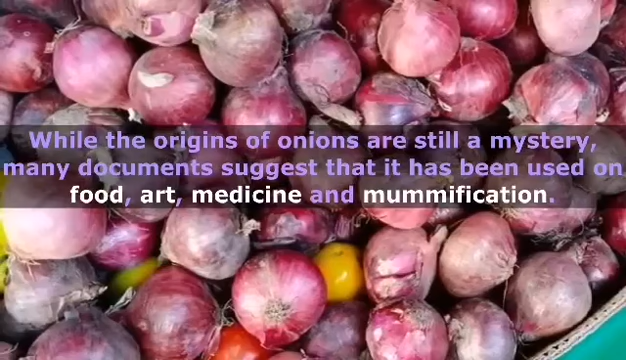 While the origins of onions are still a mystery,
many documents suggest that it has been used on
food, art, medicine and mummification.